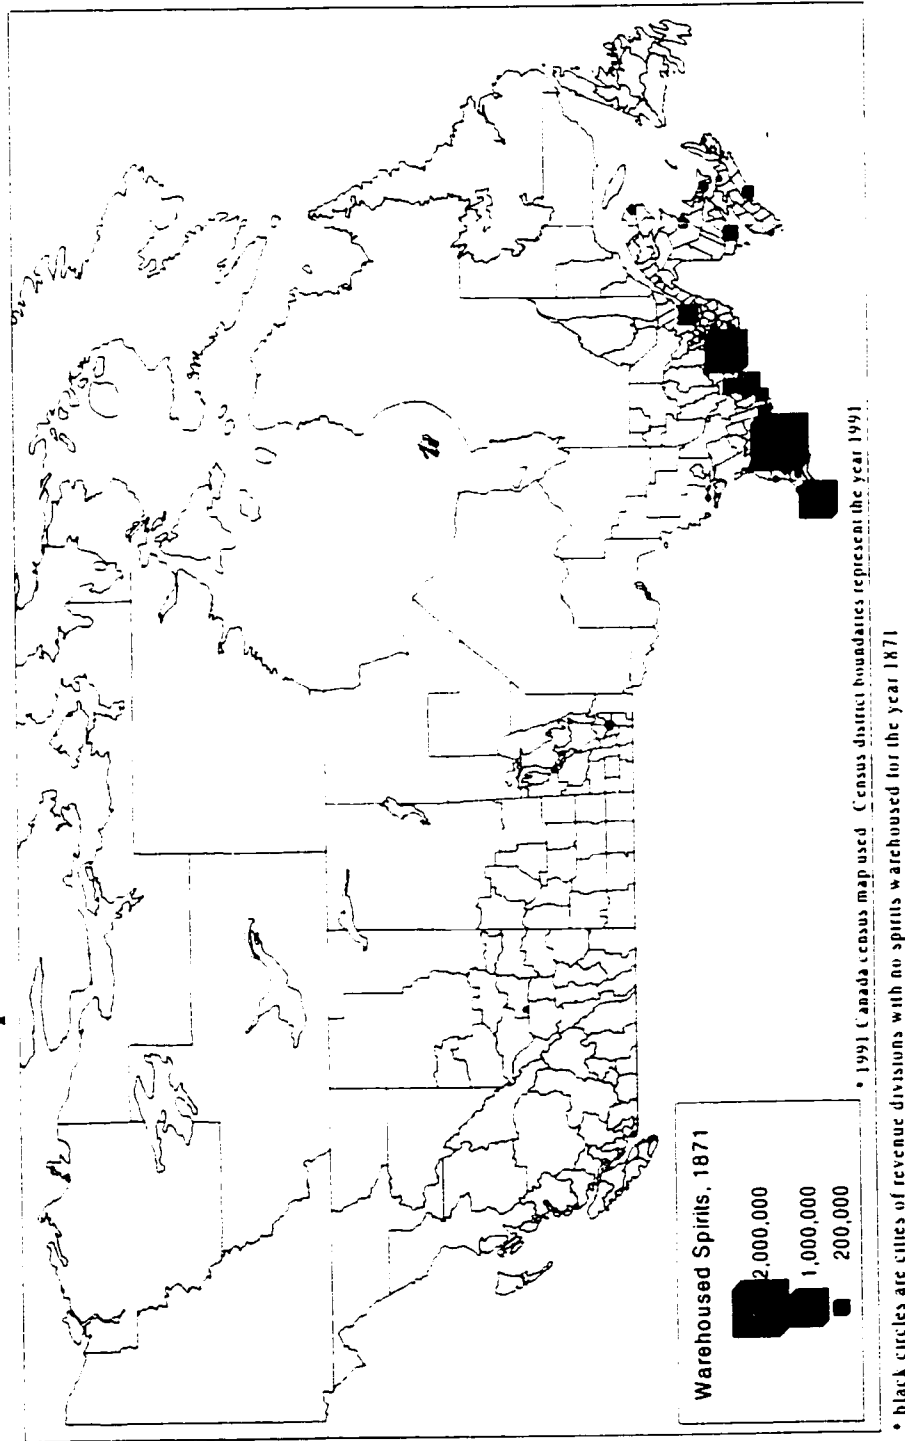 Warehoused Spirits, 1871
2,000,000
1,000,000
200,000
* 1991 Canada census map used Census district boundaries represent the year 1991
* black circles are cities of revenue divisions with no spirits warehoused for the year 1871